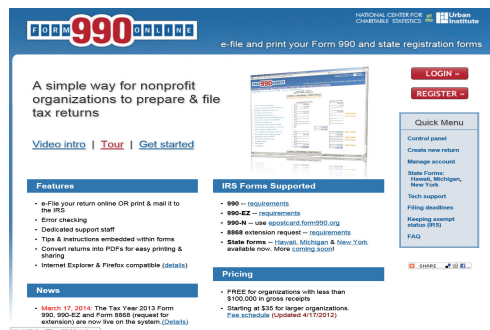 FORM 990 ONLINE
NATIONAL CENTER FOR
CHARITABLE STATISTICS
at
the
Urban
Institute
e-file and print your Form 990 and state registration forms
A simple way for nonprofit
organizations to prepare & file
tax returns
Video intro | Tour | Get started
LOGIN
REGISTER
Quick Menu
Control panel
Create new return
Manage account
State Forms:
Hawaii, Michigan,
New York
Tech support
Filing deadlines
Keeping exempt
status (IRS)
FAQ
SHARE
Features
• e-File your return online OR print & mail it to
the IRS
• Error checking
• Dedicated support staff
• Tips & instructions embedded within forms
• Convert returns into PDFs for easy printing &
sharing
• Internet Explorer & Firefox compatible (details)
News
• March 17, 2014: The Tax Year 2013 Form
990, 990-EZ and Form 8868 (request for
extension) are now live on the system.(Details)
IRS Forms Supported
• 990 -- requirements
• 990-EZ -- requirements
• 990-N -- use epostcard.form990.org
• 8868 extension request -- requirements
• State forms -- Hawaii, Michigan & New York
available now. More coming soon!
Pricing
• FREE for organizations with less than
$100,000 in gross receipts
• Starting at $35 for larger organizations.
Fee schedule (Updated 4/17/2012)